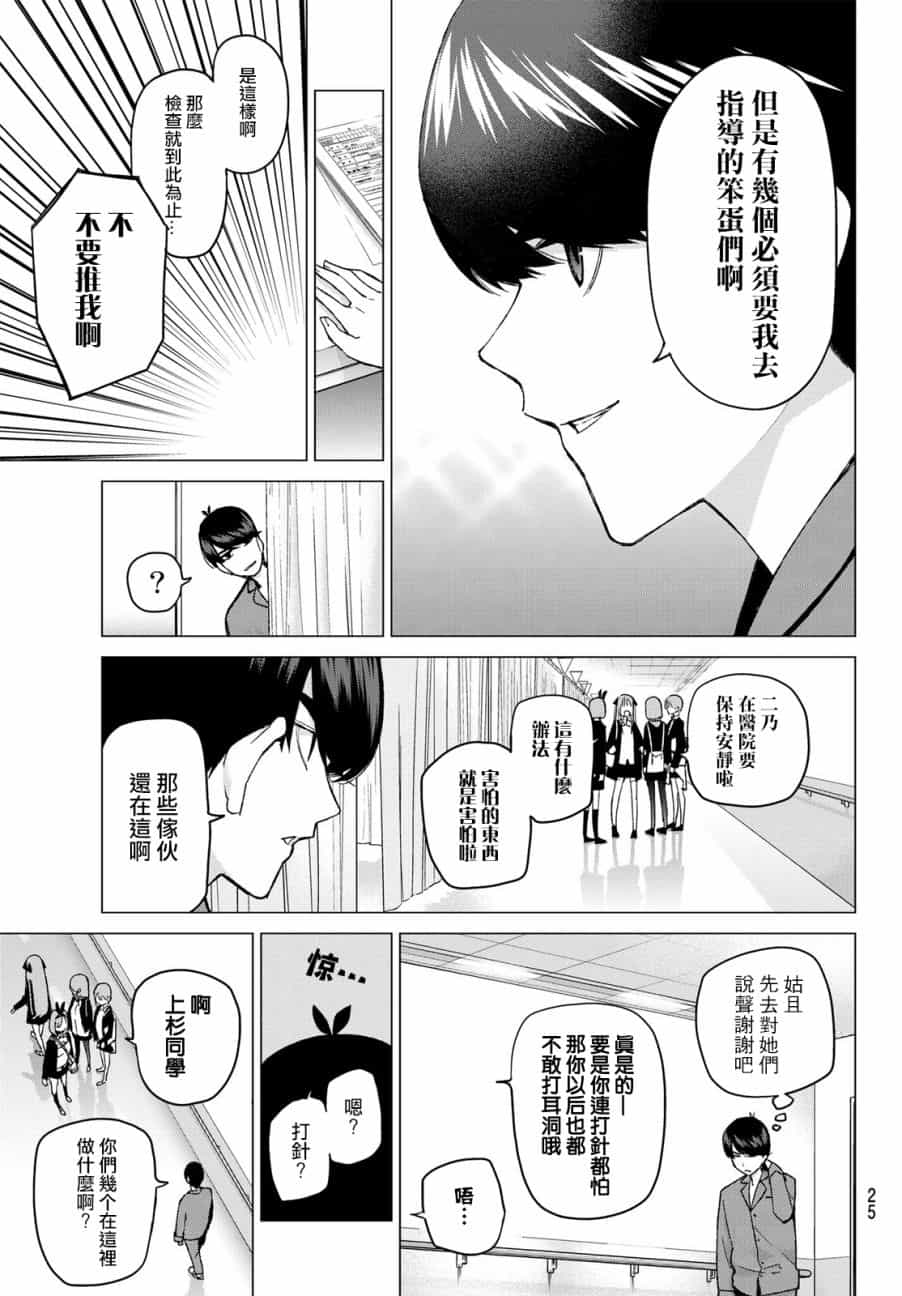 但是有幾個必須要我去
指導的笨蛋們啊
是這樣啊
那麼
檢查就到此為止…
不
不要推我啊
？
二乃
在醫院要
保持安靜啦
這有什麼
辦法
害怕的東西
就是害怕啦
那些傢伙
還在這啊
姑且
先去對她們
說聲謝謝吧
眞是的—
要是你連打針都怕
那你以后也都
不敢打耳洞哦
唔…
惊…
嗯？
打針？
啊
上杉同學
你們幾个在這裡
做什麼啊？
25